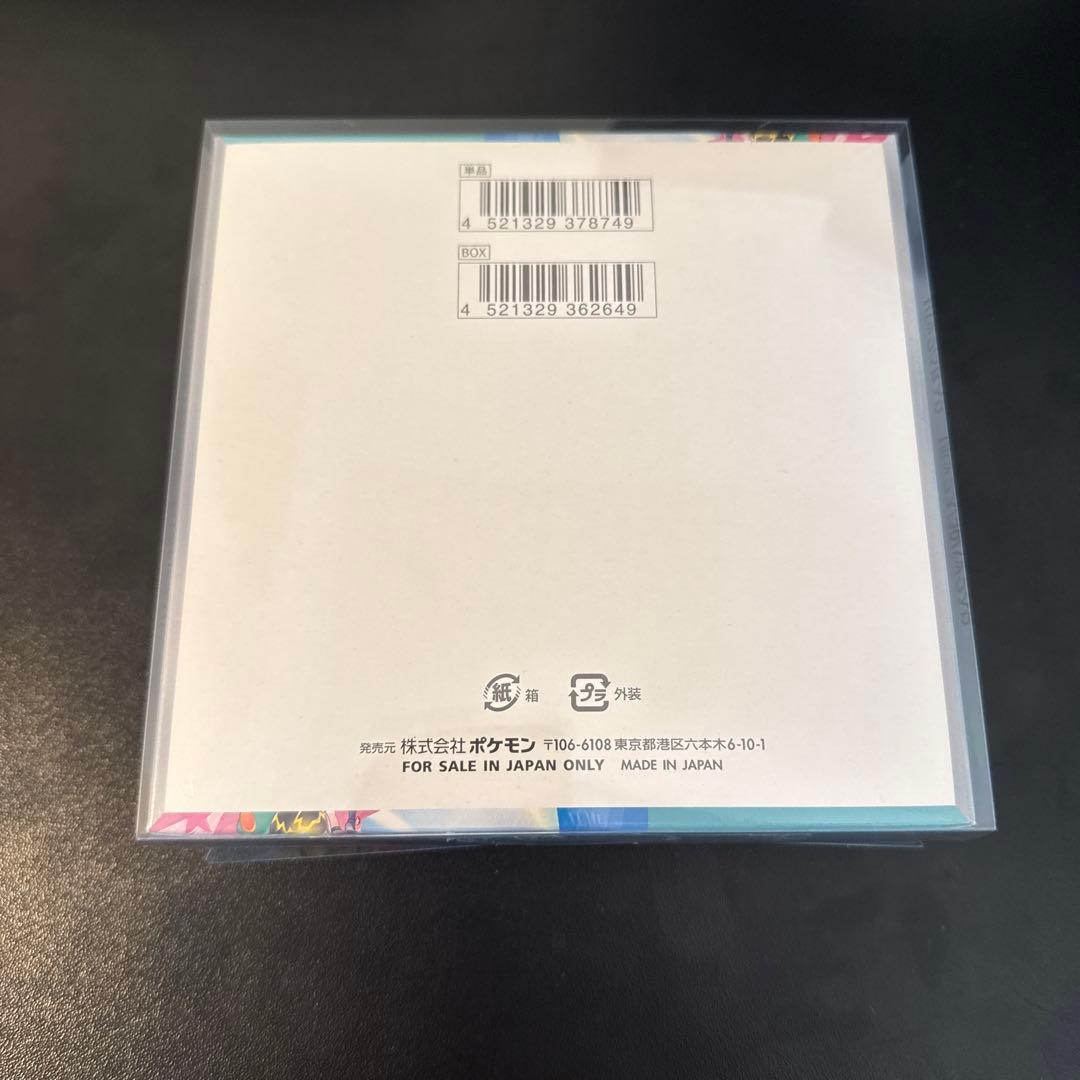 単品
4 521329 378749
BOX
4 521329 362649
紙 箱 プラ 外装
発売元 株式会社 ポケモン 〒106-6108 東京都港区六本木6-10-1
FOR SALE IN JAPAN ONLY MADE IN JAPAN